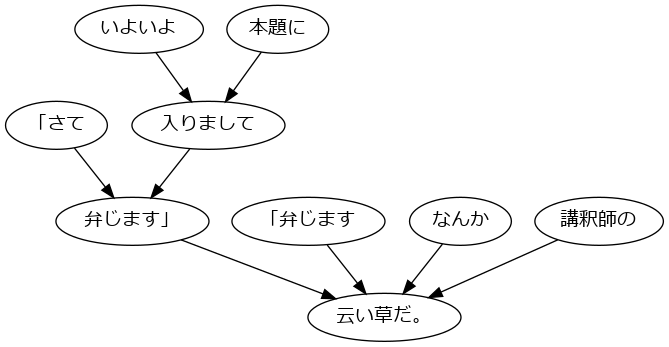 いよいよ 本題に
「さて 入りまして
弁じます」 「弁じます なんか 講釈師の
云い草だ。